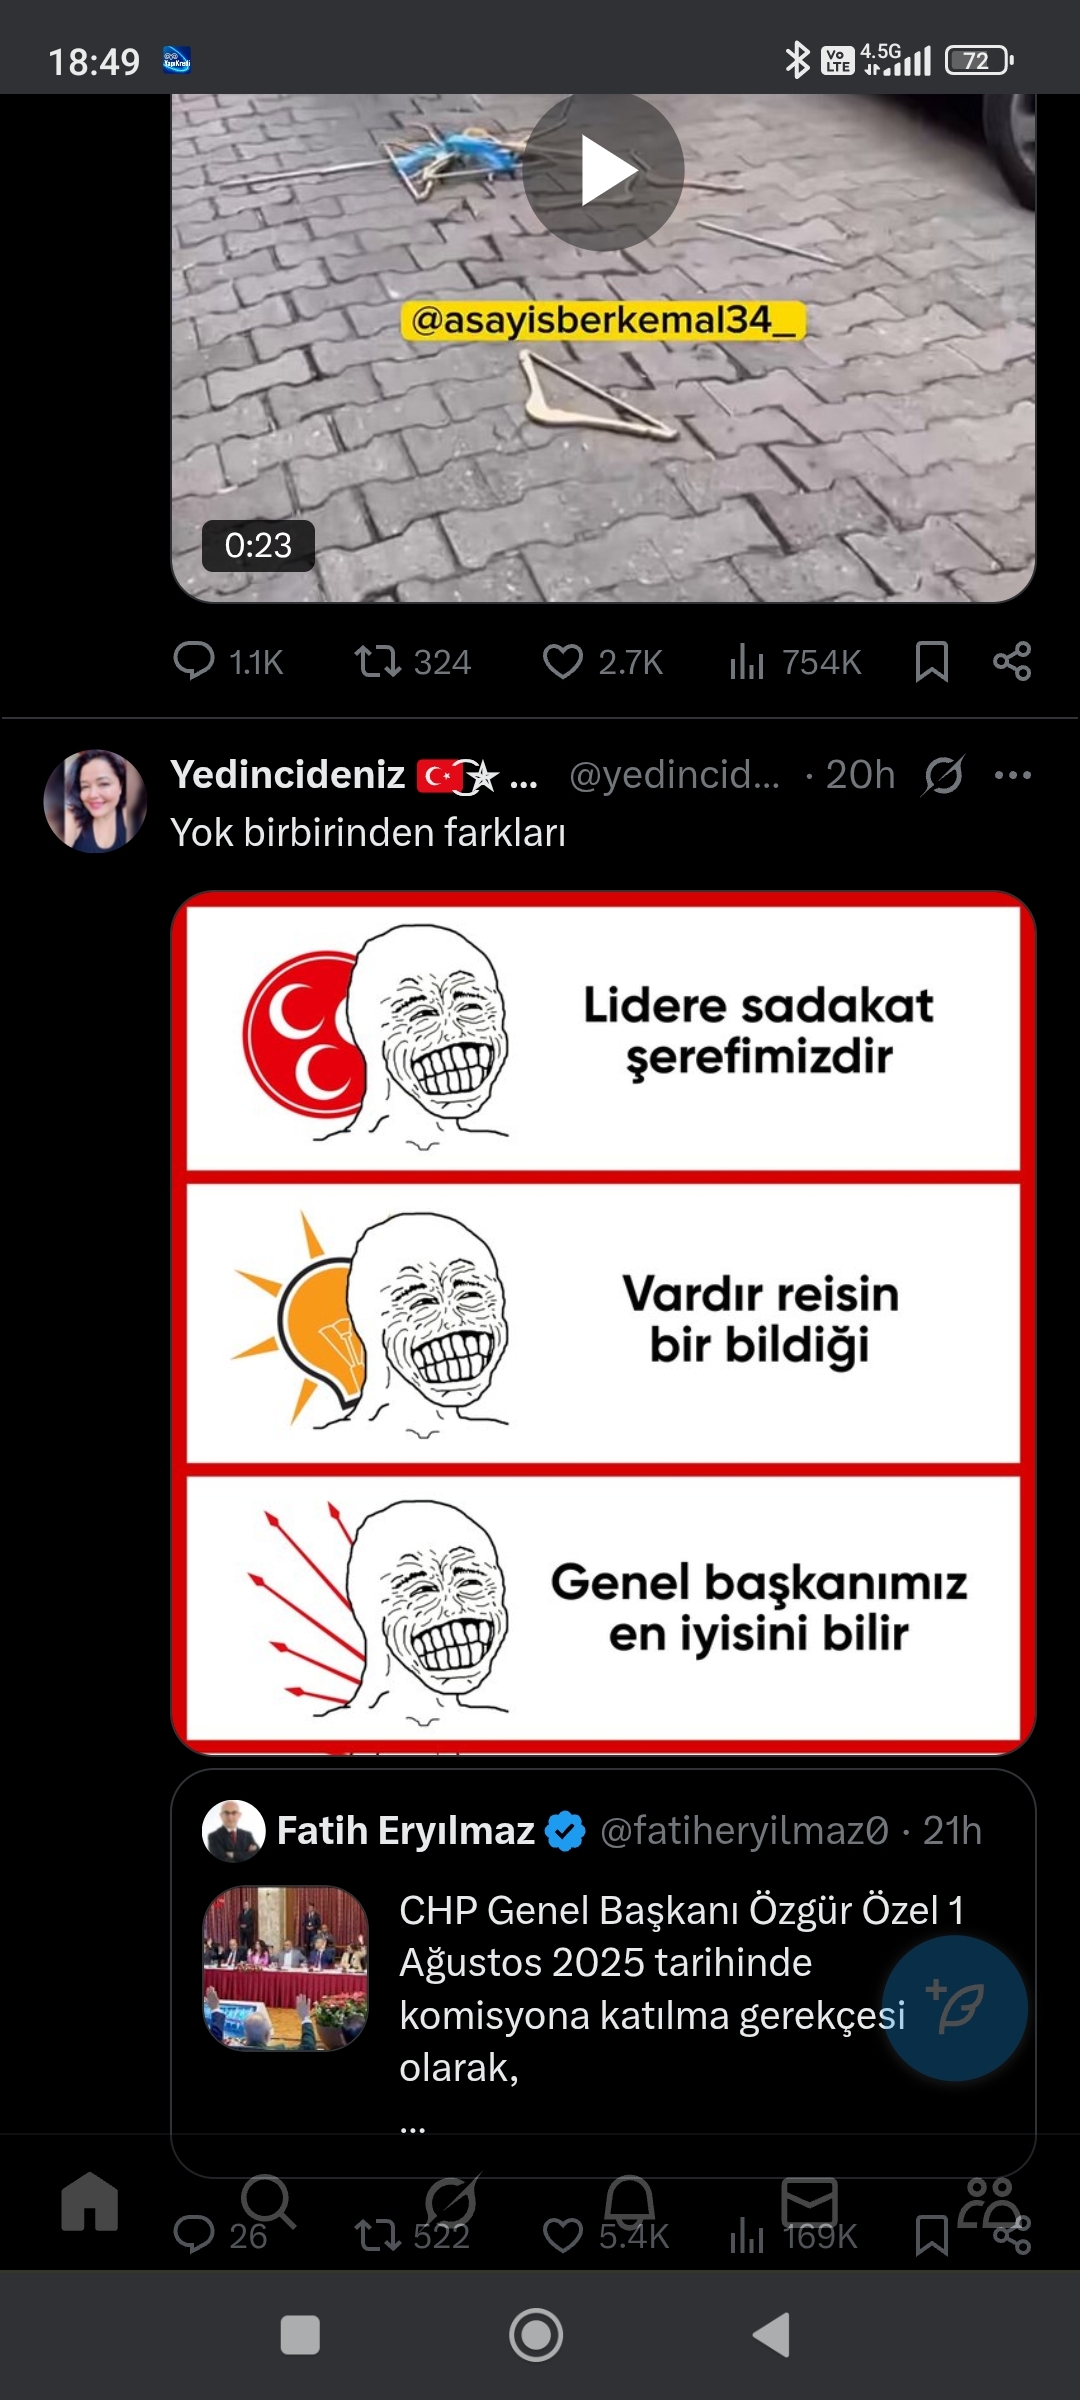 18:49
Vo
LTE
4.5G
72
@asayisberkemal34_
0:23
1.1K
324
2.7K
754K
Yedincideniz 🇹🇷 ... @yedincid... · 20h
Yok birbirinden farkları
Lidere sadakat
şerefimizdir
Vardır reisin
bir bildiği
Genel başkanımız
en iyisini bilir
Fatih Eryılmaz @fatiheryilmaz0 · 21h
CHP Genel Başkanı Özgür Özel 1
Ağustos 2025 tarihinde
komisyona katılma gerekçesi
olarak,
...
26
522
5.4K
169K